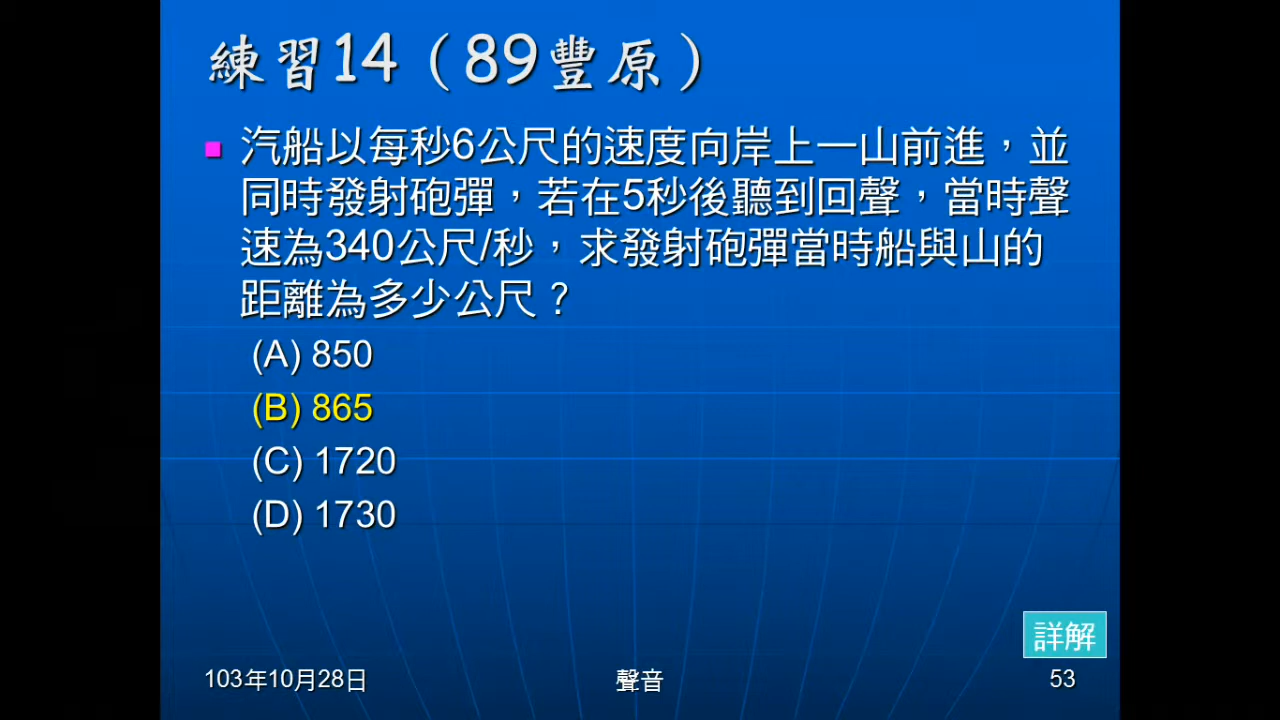 練習14（89豐原）
汽船以每秒6公尺的速度向岸上一山前進，並
同時發射砲彈，若在5秒後聽到回聲，當時聲
速為340公尺/秒，求發射砲彈當時船與山的
距離為多少公尺？
(A) 850
(B) 865
(C) 1720
(D) 1730
詳解
103年10月28日
聲音
53